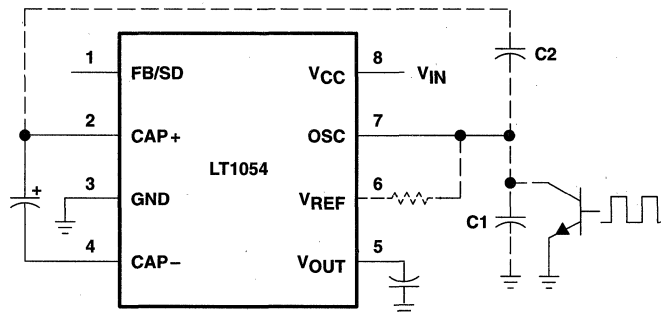 C2
1 FB/SD VCC 8 VIN
2 CAP+ OSC 7
LT1054
+
3 GND VREF 6
C1
4 CAP− VOUT 5